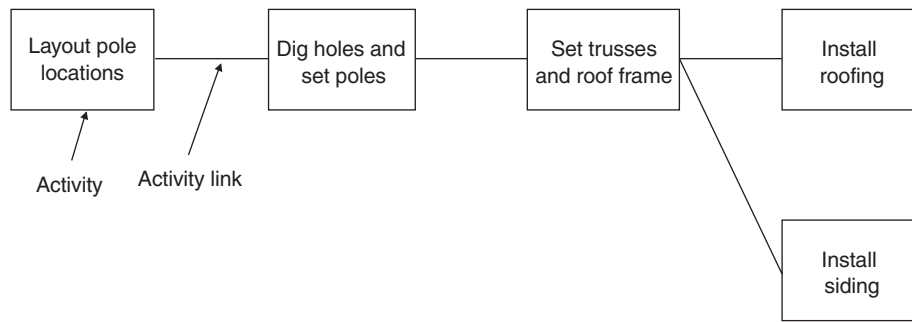 Layout pole
locations
Dig holes and
set poles
Set trusses
and roof frame
Install
roofing
Activity
Activity link
Install
siding